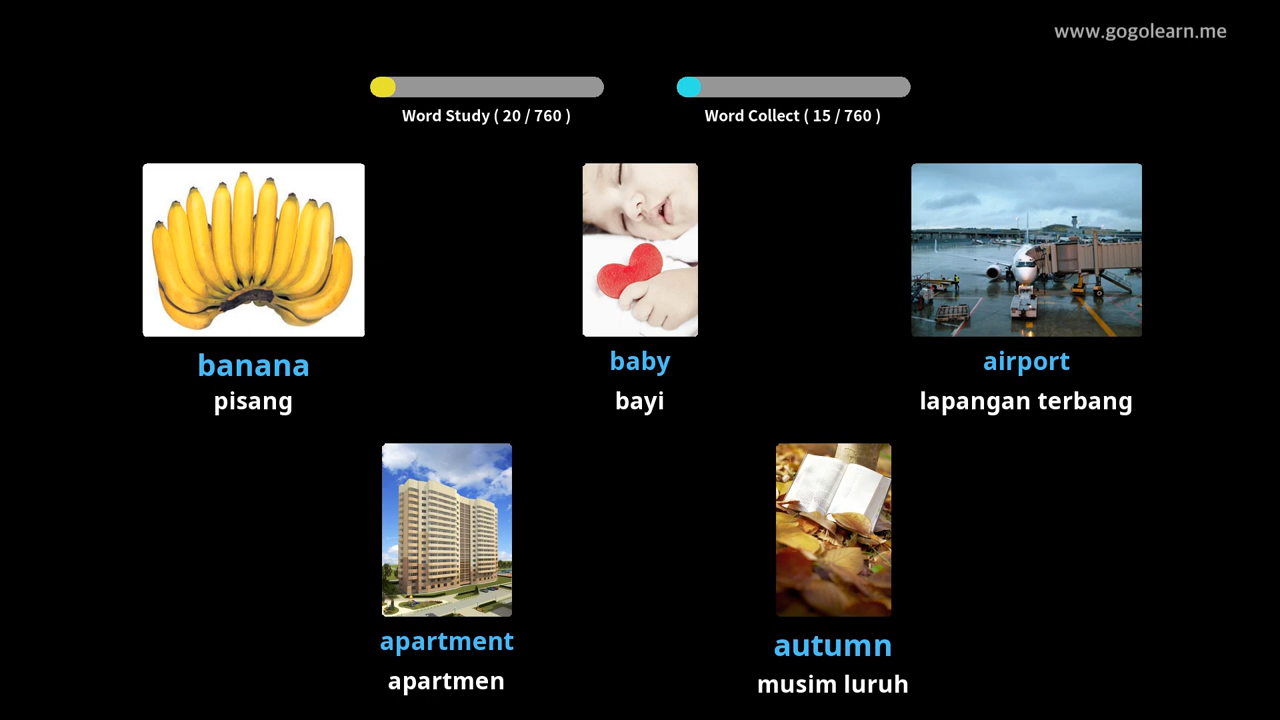 www.gogolearn.me
Word Study ( 20 / 760 )
Word Collect ( 15 / 760 )
banana
pisang
baby
bayi
airport
lapangan terbang
apartment
apartmen
autumn
musim luruh